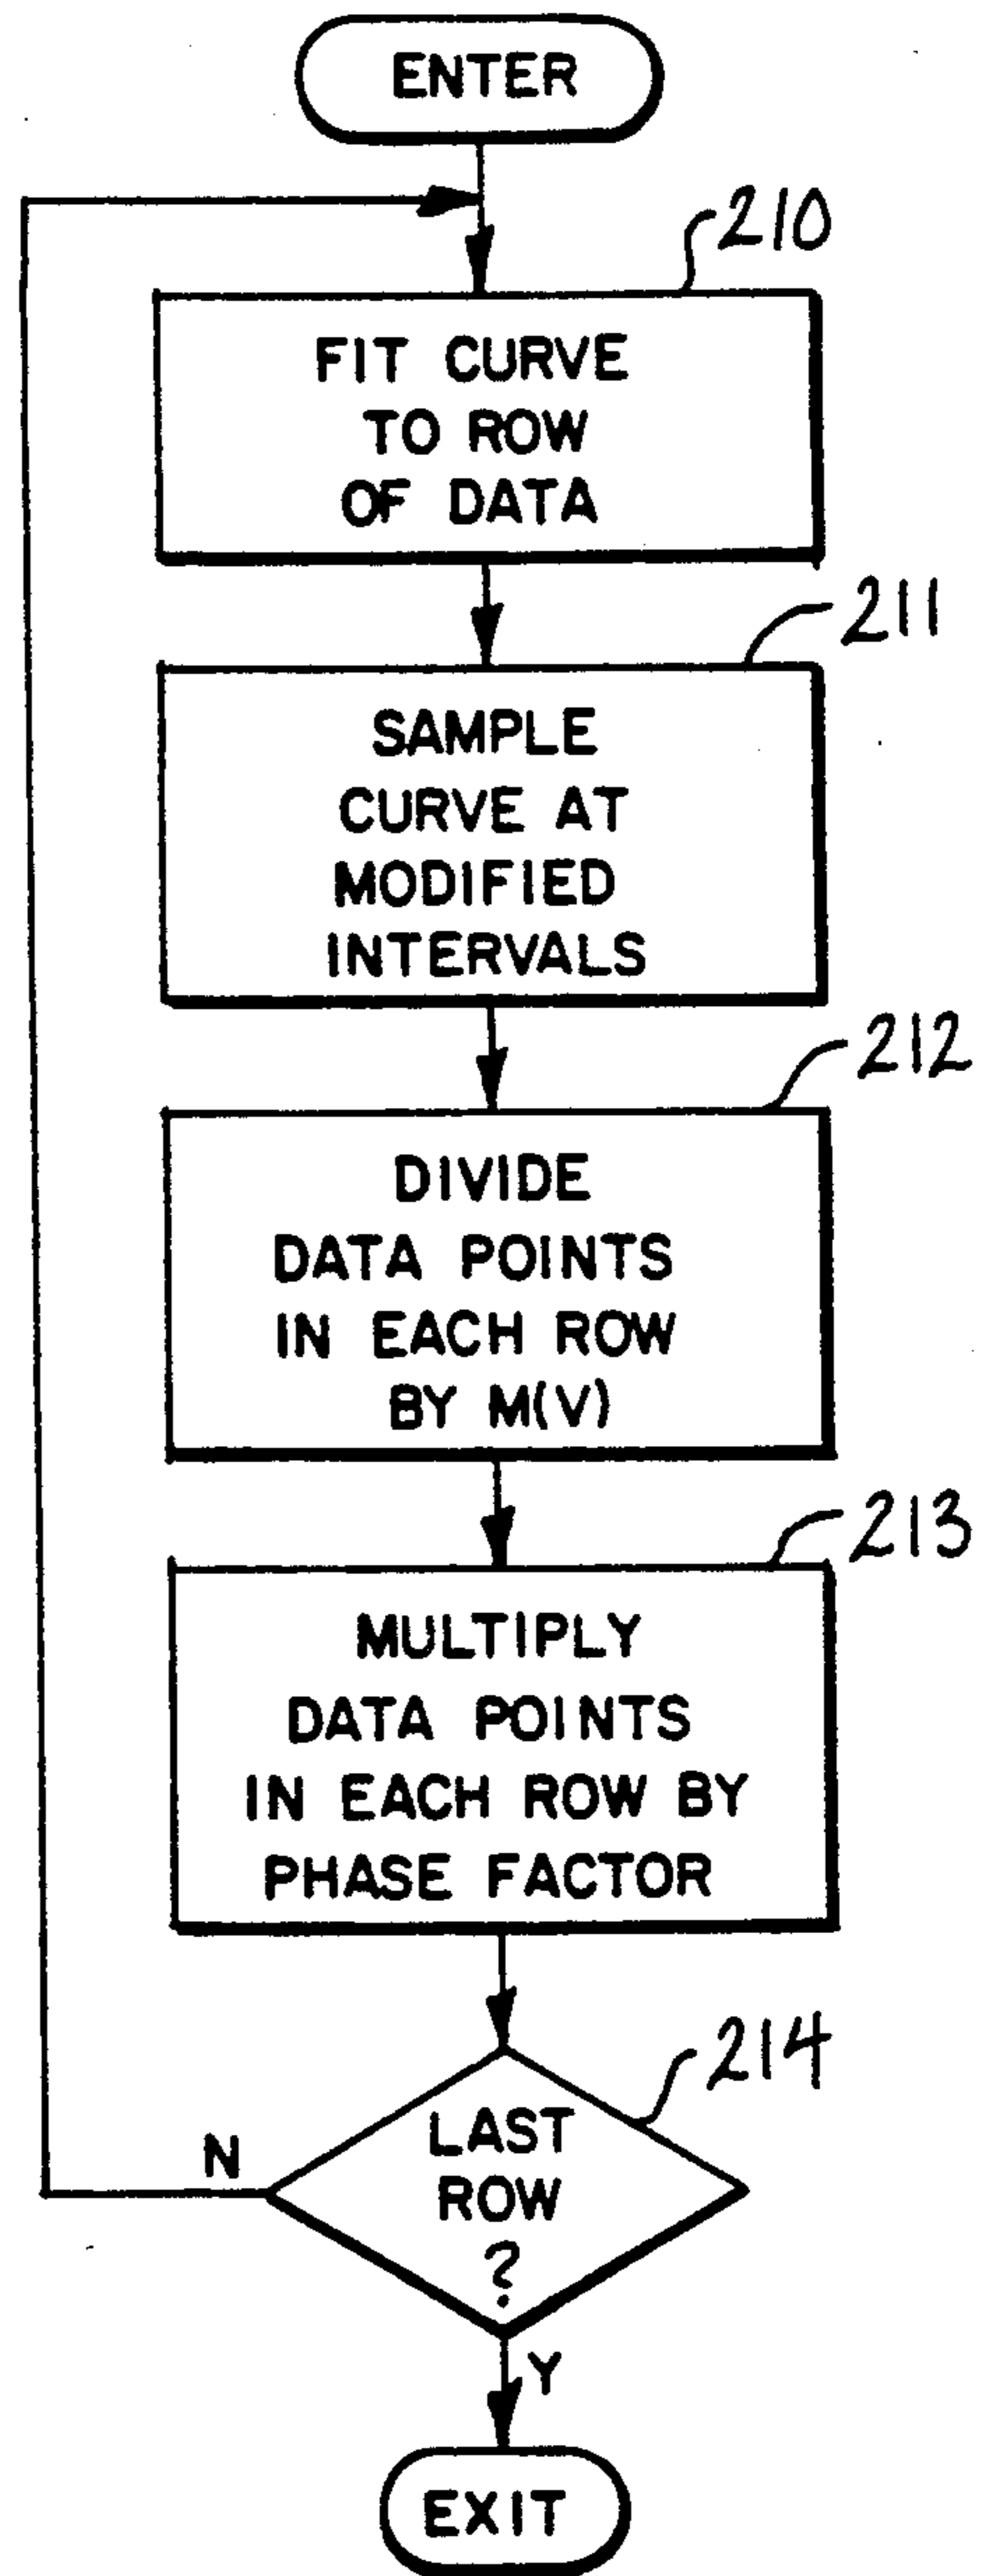 ENTER
210
FIT CURVE
TO ROW
OF DATA
211
SAMPLE
CURVE AT
MODIFIED
INTERVALS
212
DIVIDE
DATA POINTS
IN EACH ROW
BY M(V)
213
MULTIPLY
DATA POINTS
IN EACH ROW BY
PHASE FACTOR
214
LAST
ROW
?
N
Y
EXIT